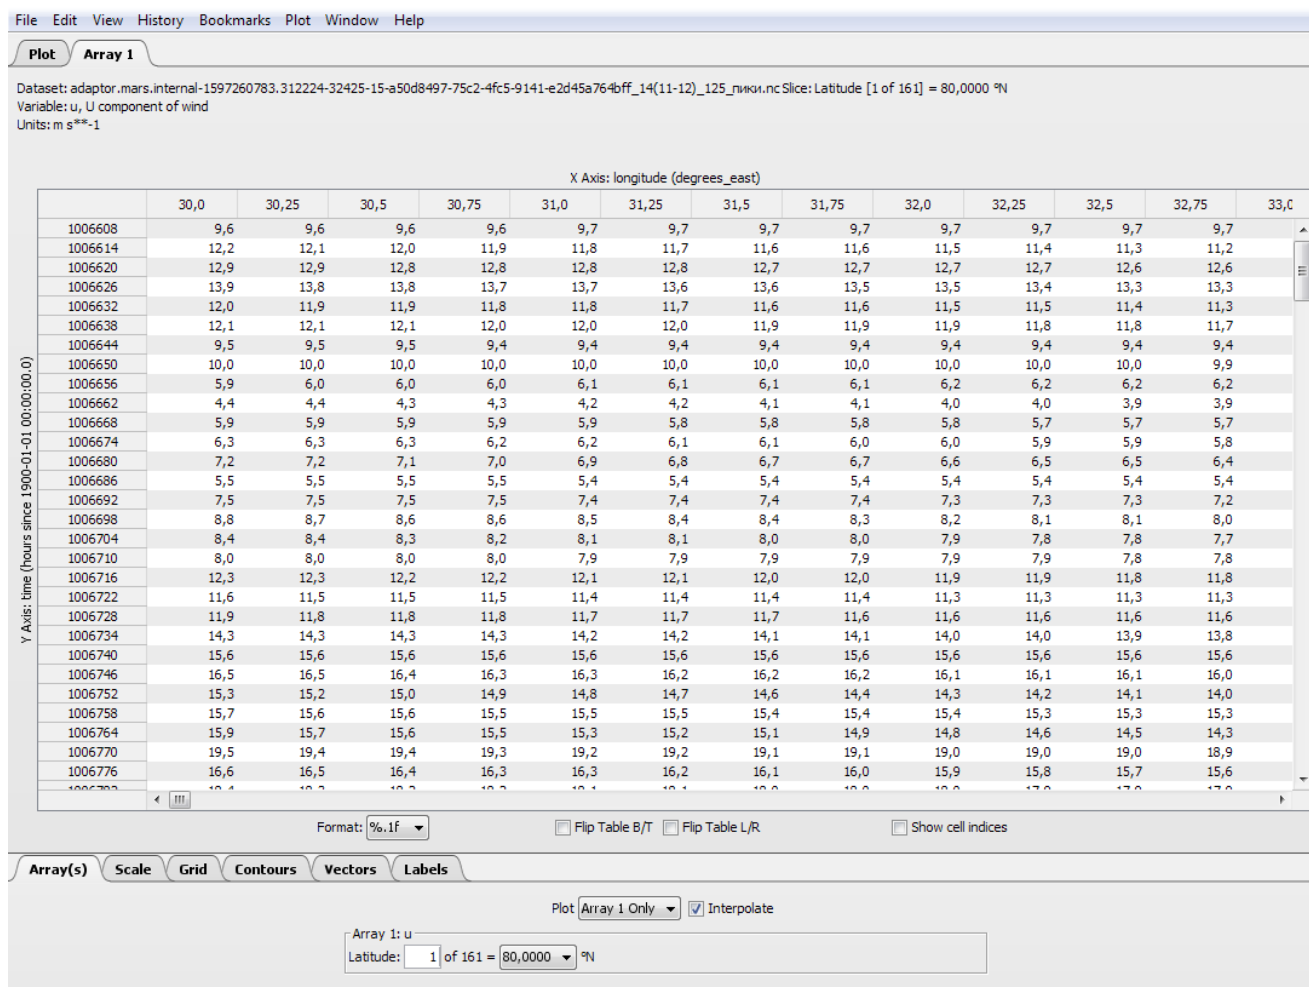 File Edit View History Bookmarks Plot Window Help
Plot Array 1
Dataset: adaptor.mars.internal-1597260783.312224-32425-15-a50d8497-75c2-4fc5-9141-e2d45a764bff_14(11-12)_125_пики.nc Slice: Latitude [1 of 161] = 80,0000 ºN
Variable: u, U component of wind
Units: m s**-1
X Axis: longitude (degrees_east)
30,0 30,25 30,5 30,75 31,0 31,25 31,5 31,75 32,0 32,25 32,5 32,75 33,0
Y Axis: time (hours since 1900-01-01 00:00:00.0)
1006608 9,6 9,6 9,6 9,6 9,7 9,7 9,7 9,7 9,7 9,7 9,7 9,7
1006614 12,2 12,1 12,0 11,9 11,8 11,7 11,6 11,6 11,5 11,4 11,3 11,2
1006620 12,9 12,9 12,8 12,8 12,8 12,8 12,7 12,7 12,7 12,7 12,6 12,6
1006626 13,9 13,8 13,8 13,7 13,7 13,6 13,6 13,5 13,5 13,4 13,3 13,3
1006632 12,0 11,9 11,9 11,8 11,8 11,7 11,6 11,6 11,5 11,5 11,4 11,3
1006638 12,1 12,1 12,1 12,0 12,0 12,0 11,9 11,9 11,9 11,8 11,8 11,7
1006644 9,5 9,5 9,5 9,4 9,4 9,4 9,4 9,4 9,4 9,4 9,4 9,4
1006650 10,0 10,0 10,0 10,0 10,0 10,0 10,0 10,0 10,0 10,0 10,0 9,9
1006656 5,9 6,0 6,0 6,0 6,1 6,1 6,1 6,1 6,2 6,2 6,2 6,2
1006662 4,4 4,4 4,3 4,3 4,2 4,2 4,1 4,1 4,0 4,0 3,9 3,9
1006668 5,9 5,9 5,9 5,9 5,9 5,8 5,8 5,8 5,8 5,7 5,7 5,7
1006674 6,3 6,3 6,3 6,2 6,2 6,1 6,1 6,0 6,0 5,9 5,9 5,8
1006680 7,2 7,2 7,1 7,0 6,9 6,8 6,7 6,7 6,6 6,5 6,5 6,4
1006686 5,5 5,5 5,5 5,5 5,4 5,4 5,4 5,4 5,4 5,4 5,4 5,4
1006692 7,5 7,5 7,5 7,5 7,4 7,4 7,4 7,4 7,3 7,3 7,3 7,2
1006698 8,8 8,7 8,6 8,6 8,5 8,4 8,4 8,3 8,2 8,1 8,1 8,0
1006704 8,4 8,4 8,3 8,2 8,1 8,1 8,0 8,0 7,9 7,8 7,8 7,7
1006710 8,0 8,0 8,0 8,0 7,9 7,9 7,9 7,9 7,9 7,9 7,8 7,8
1006716 12,3 12,3 12,2 12,2 12,1 12,1 12,0 12,0 11,9 11,9 11,8 11,8
1006722 11,6 11,5 11,5 11,5 11,4 11,4 11,4 11,4 11,3 11,3 11,3 11,3
1006728 11,9 11,8 11,8 11,8 11,7 11,7 11,7 11,6 11,6 11,6 11,6 11,6
1006734 14,3 14,3 14,3 14,3 14,2 14,2 14,1 14,1 14,0 14,0 13,9 13,8
1006740 15,6 15,6 15,6 15,6 15,6 15,6 15,6 15,6 15,6 15,6 15,6 15,6
1006746 16,5 16,5 16,4 16,3 16,3 16,2 16,2 16,2 16,1 16,1 16,1 16,0
1006752 15,3 15,2 15,0 14,9 14,8 14,7 14,6 14,4 14,3 14,2 14,1 14,0
1006758 15,7 15,6 15,6 15,5 15,5 15,5 15,4 15,4 15,4 15,3 15,3 15,3
1006764 15,9 15,7 15,6 15,5 15,3 15,2 15,1 14,9 14,8 14,6 14,5 14,3
1006770 19,5 19,4 19,4 19,3 19,2 19,2 19,1 19,1 19,0 19,0 19,0 18,9
1006776 16,6 16,5 16,4 16,3 16,3 16,2 16,1 16,0 15,9 15,8 15,7 15,6
Format: %.1f Flip Table B/T Flip Table L/R Show cell indices
Array(s) Scale Grid Contours Vectors Labels
Plot Array 1 Only Interpolate
Array 1: u
Latitude: 1 of 161 = 80,0000 ºN